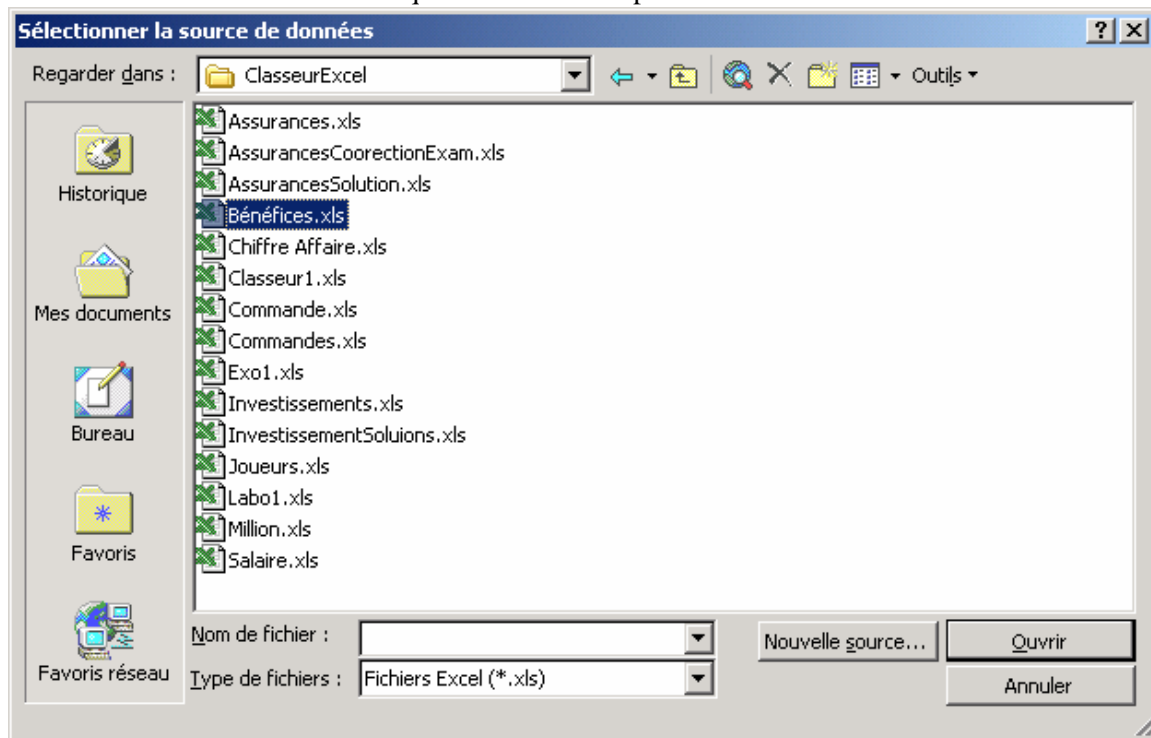 Sélectionner la source de données
Regarder dans : ClasseurExcel Outils
Assurances.xls
AssurancesCoorectionExam.xls
AssurancesSolution.xls
Bénéfices.xls
Chiffre Affaire.xls
Classeur1.xls
Commande.xls
Commandes.xls
Exo1.xls
Investissements.xls
InvestissementSoluions.xls
Joueurs.xls
Labo1.xls
Million.xls
Salaire.xls
Historique
Mes documents
Bureau
Favoris
Favoris réseau
Nom de fichier :
Nouvelle source... Ouvrir
Type de fichiers : Fichiers Excel (*.xls) Annuler